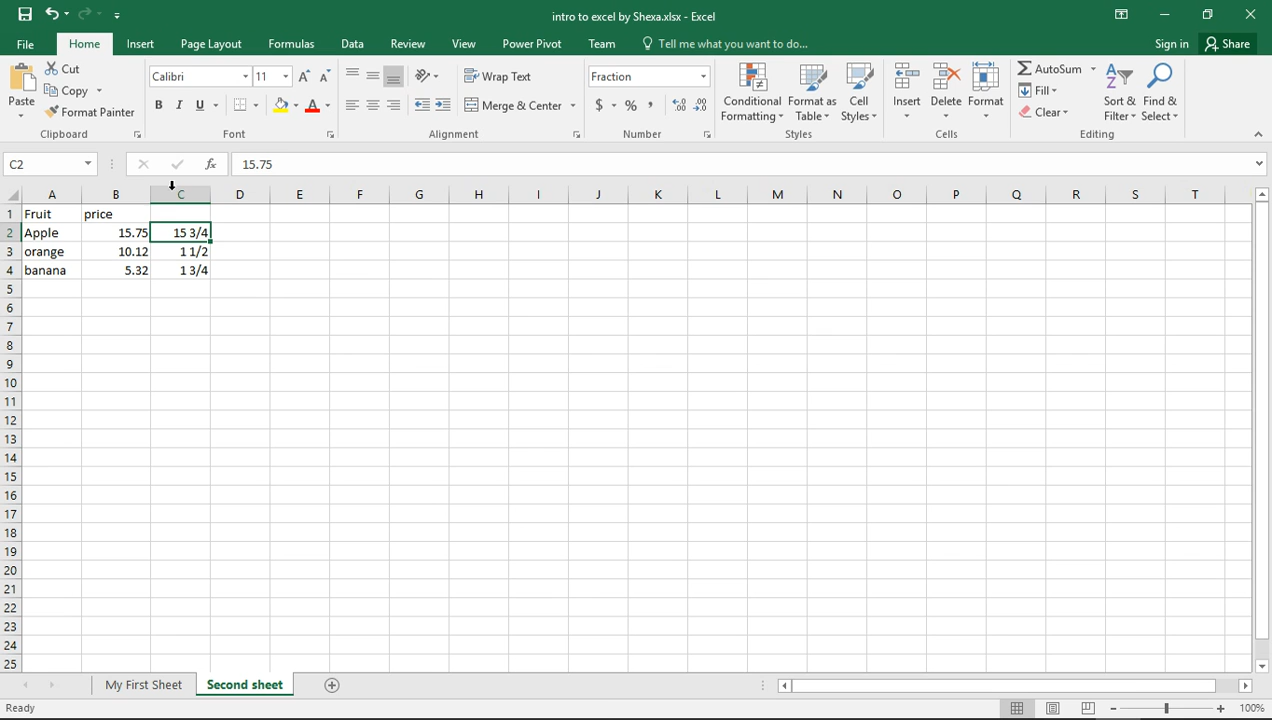 intro to excel by Shexa.xlsx - Excel
File Home Insert Page Layout Formulas Data Review View Power Pivot Team Tell me what you want to do... Sign in Share
Paste Cut Copy Format Painter Clipboard
Calibri 11 B I U A Font
Wrap Text Merge & Center Alignment
Fraction $ % , Number
Conditional Formatting Format as Table Cell Styles Styles
Insert Delete Format Cells
AutoSum Fill Clear Sort & Filter Find & Select Editing
C2 fx 15.75
A B C D E F G H I J K L M N O P Q R S T
1 Fruit price
2 Apple 15.75 15 3/4
3 orange 10.12 1 1/2
4 banana 5.32 1 3/4
5
6
7
8
9
10
11
12
13
14
15
16
17
18
19
20
21
22
23
24
25
My First Sheet Second sheet
Ready 100%